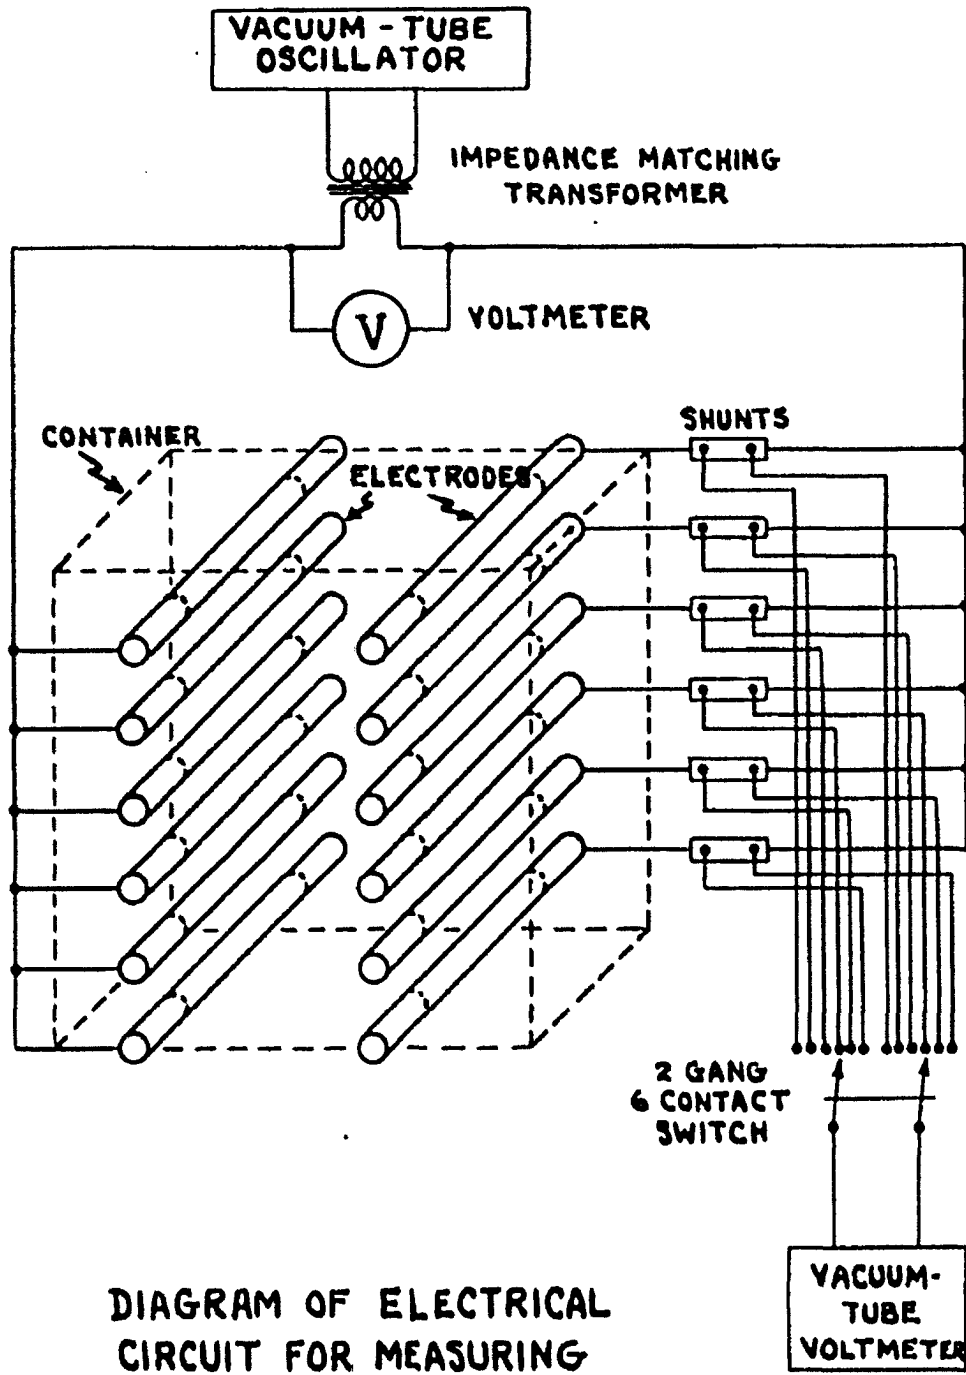 VACUUM - TUBE
OSCILLATOR
IMPEDANCE MATCHING
TRANSFORMER
V
VOLTMETER
SHUNTS
CONTAINER
ELECTRODES
2 GANG
6 CONTACT
SWITCH
VACUUM-
TUBE
VOLTMETER
DIAGRAM OF ELECTRICAL
CIRCUIT FOR MEASURING